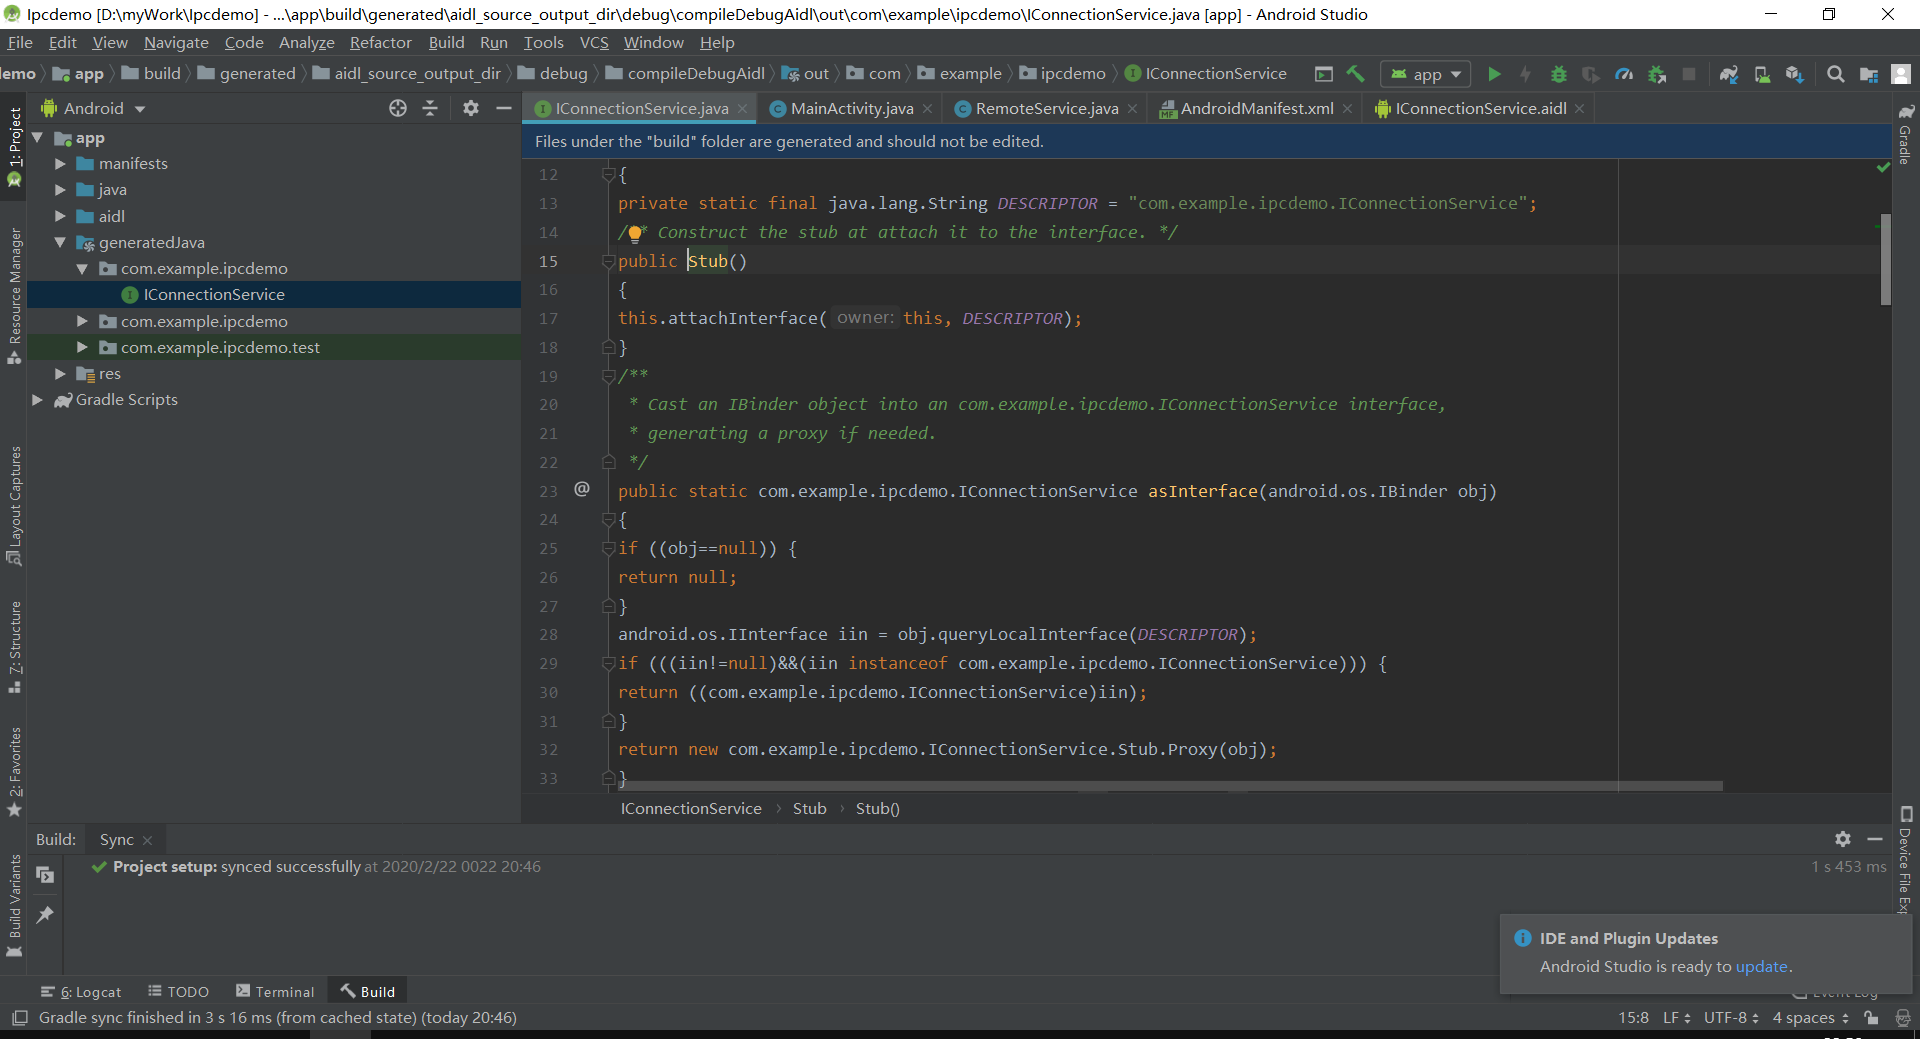 Ipcdemo [D:\myWork\Ipcdemo] - ...\app\build\generated\aidl_source_output_dir\debug\compileDebugAidl\out\com\example\ipcdemo\IConnectionService.java [app] - Android Studio
File Edit View Navigate Code Analyze Refactor Build Run Tools VCS Window Help
lemo app build generated aidl_source_output_dir debug compileDebugAidl out com example ipcdemo IConnectionService app
Android
IConnectionService.java MainActivity.java RemoteService.java AndroidManifest.xml IConnectionService.aidl
Files under the "build" folder are generated and should not be edited.
1: Project
Resource Manager
Layout Captures
7: Structure
2: Favorites
Build Variants
app
manifests
java
aidl
generatedJava
com.example.ipcdemo
IConnectionService
com.example.ipcdemo
com.example.ipcdemo.test
res
Gradle Scripts
12 {
13 private static final java.lang.String DESCRIPTOR = "com.example.ipcdemo.IConnectionService";
14 /** Construct the stub at attach it to the interface. */
15 public Stub()
16 {
17 this.attachInterface( owner: this, DESCRIPTOR);
18 }
19 /**
20 * Cast an IBinder object into an com.example.ipcdemo.IConnectionService interface,
21 * generating a proxy if needed.
22 */
23 @ public static com.example.ipcdemo.IConnectionService asInterface(android.os.IBinder obj)
24 {
25 if ((obj==null)) {
26 return null;
27 }
28 android.os.IInterface iin = obj.queryLocalInterface(DESCRIPTOR);
29 if (((iin!=null)&&(iin instanceof com.example.ipcdemo.IConnectionService))) {
30 return ((com.example.ipcdemo.IConnectionService)iin);
31 }
32 return new com.example.ipcdemo.IConnectionService.Stub.Proxy(obj);
33 }
IConnectionService › Stub › Stub()
Gradle
Device File Exp
Build: Sync
Project setup: synced successfully at 2020/2/22 0022 20:46
1 s 453 ms
IDE and Plugin Updates
Android Studio is ready to update.
6: Logcat TODO Terminal Build
Event Log
Gradle sync finished in 3 s 16 ms (from cached state) (today 20:46)
15:8 LF UTF-8 4 spaces